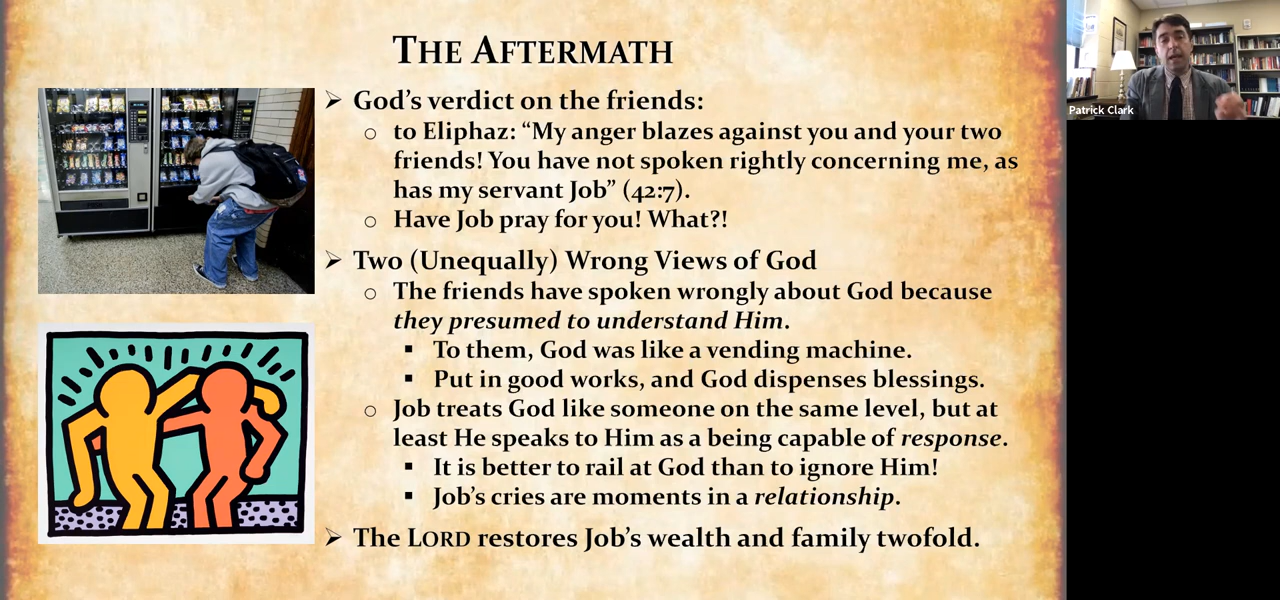 THE AFTERMATH
➢ God's verdict on the friends:
o to Eliphaz: “My anger blazes against you and your two
friends! You have not spoken rightly concerning me, as
has my servant Job” (42:7).
o Have Job pray for you! What?!
➢ Two (Unequally) Wrong Views of God
o The friends have spoken wrongly about God because
they presumed to understand Him.
▪ To them, God was like a vending machine.
▪ Put in good works, and God dispenses blessings.
o Job treats God like someone on the same level, but at
least He speaks to Him as a being capable of response.
▪ It is better to rail at God than to ignore Him!
▪ Job's cries are moments in a relationship.
➢ The LORD restores Job's wealth and family twofold.
Patrick Clark